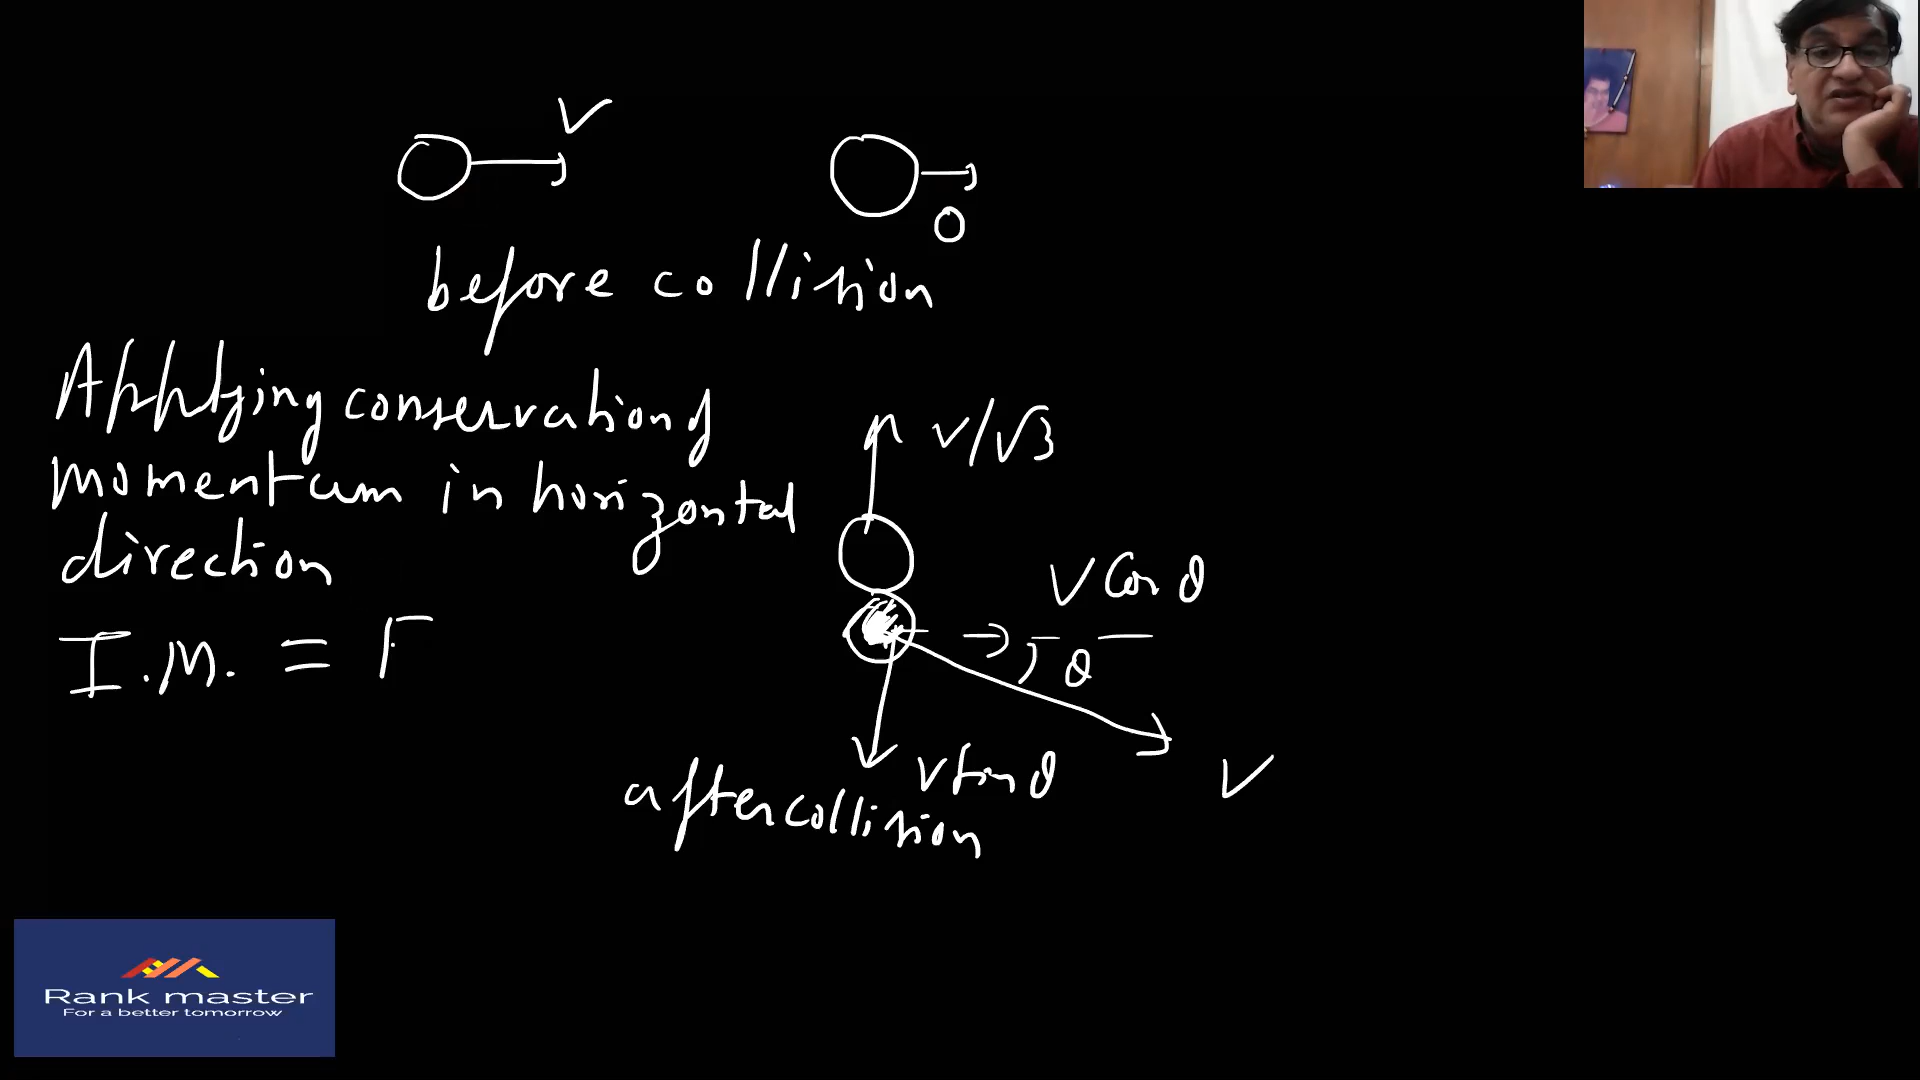 V
O
before collision
Applying conservation of
momentum in horizontal
direction
I.M. = F
v/√3
V Cos θ
θ
V sin θ
V
after collision
Rank master
For a better tomorrow